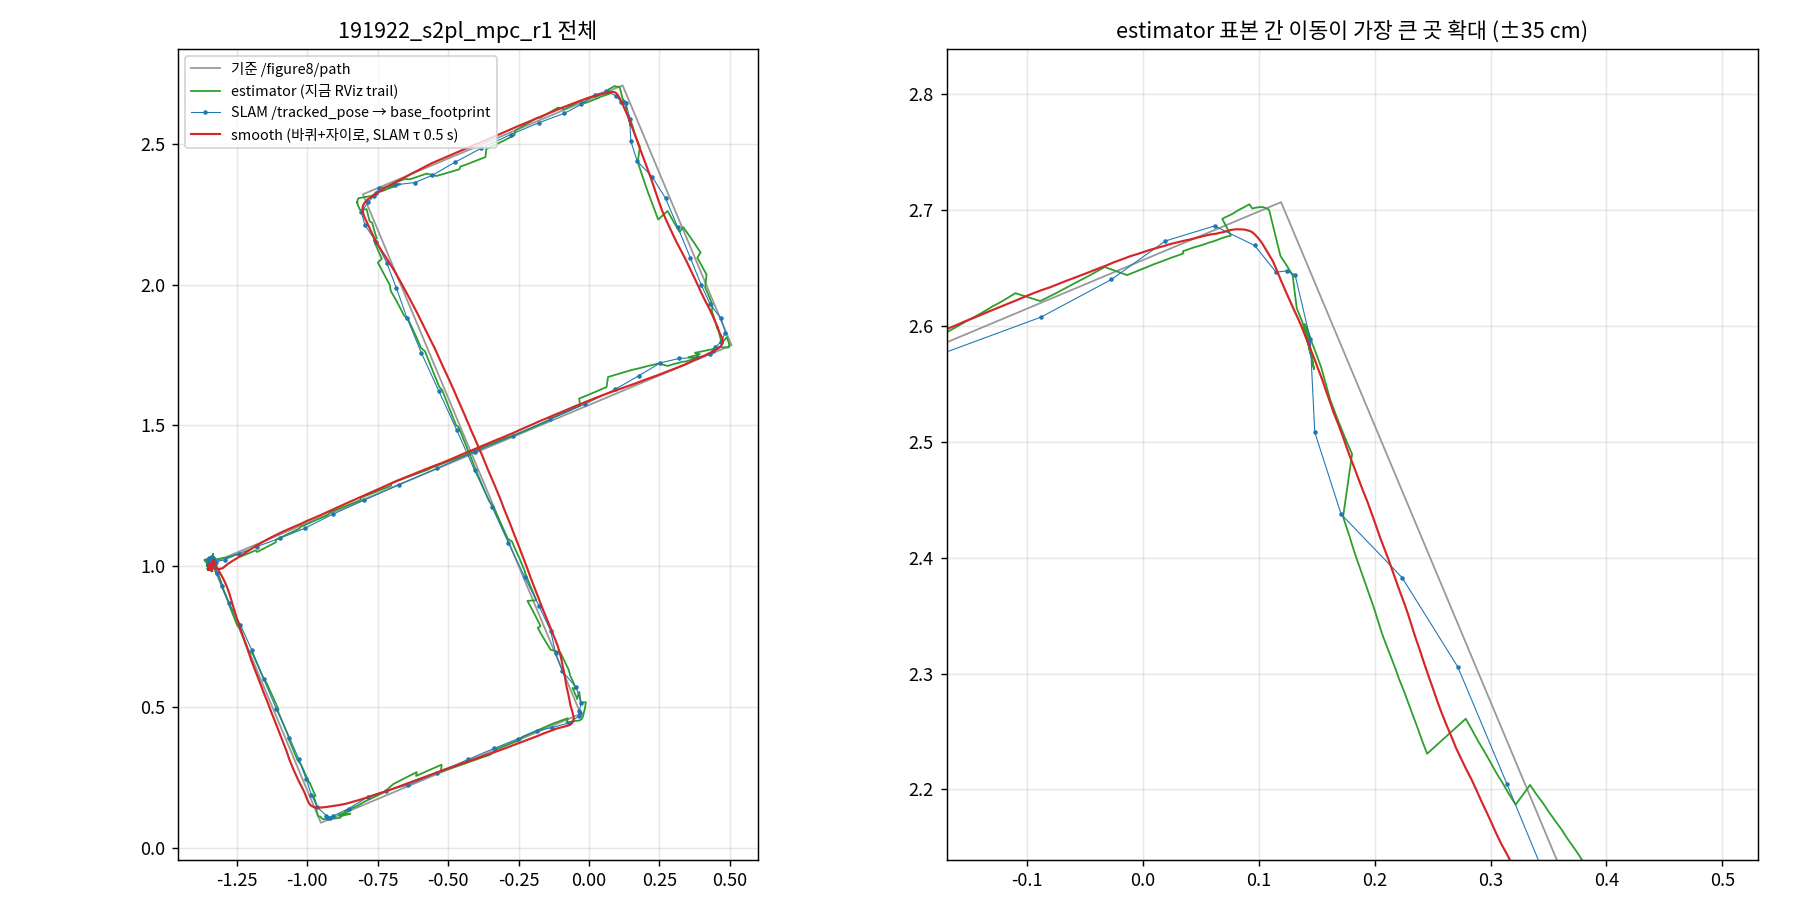 191922_s2pl_mpc_r1 전체
기준 /figure8/path
estimator (지금 RViz trail)
SLAM /tracked_pose → base_footprint
smooth (바퀴+자이로, SLAM τ 0.5 s)
2.5
2.0
1.5
1.0
0.5
0.0
-1.25 -1.00 -0.75 -0.50 -0.25 0.00 0.25 0.50
estimator 표본 간 이동이 가장 큰 곳 확대 (±35 cm)
2.8
2.7
2.6
2.5
2.4
2.3
2.2
-0.1 0.0 0.1 0.2 0.3 0.4 0.5